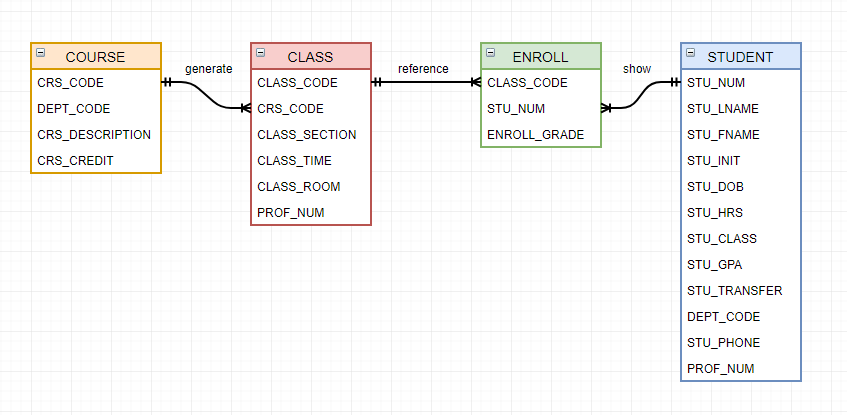 COURSE
CRS_CODE
DEPT_CODE
CRS_DESCRIPTION
CRS_CREDIT
generate
CLASS
CLASS_CODE
CRS_CODE
CLASS_SECTION
CLASS_TIME
CLASS_ROOM
PROF_NUM
reference
ENROLL
CLASS_CODE
STU_NUM
ENROLL_GRADE
show
STUDENT
STU_NUM
STU_LNAME
STU_FNAME
STU_INIT
STU_DOB
STU_HRS
STU_CLASS
STU_GPA
STU_TRANSFER
DEPT_CODE
STU_PHONE
PROF_NUM